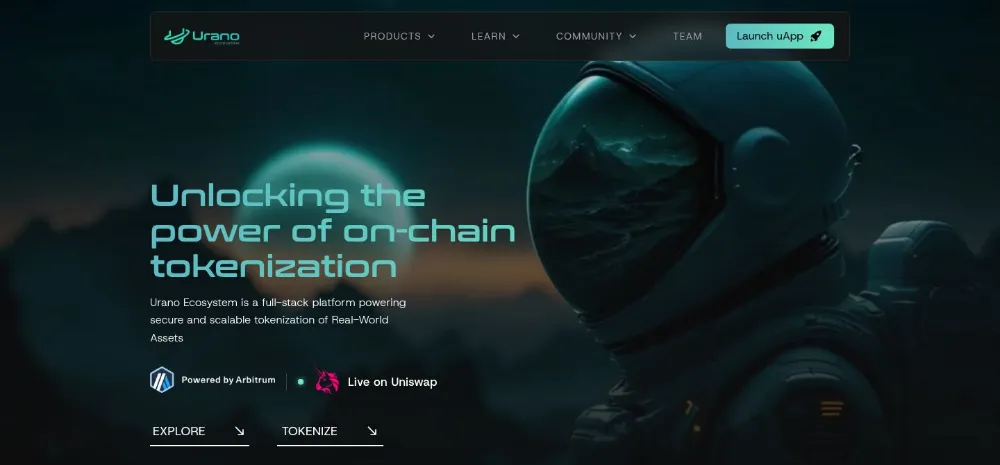 Urano
PRODUCTS
LEARN
COMMUNITY
TEAM
Launch uApp
Unlocking the
power of on-chain
tokenization
Urano Ecosystem is a full-stack platform powering
secure and scalable tokenization of Real-World
Assets
Powered by Arbitrum
Live on Uniswap
EXPLORE
TOKENIZE